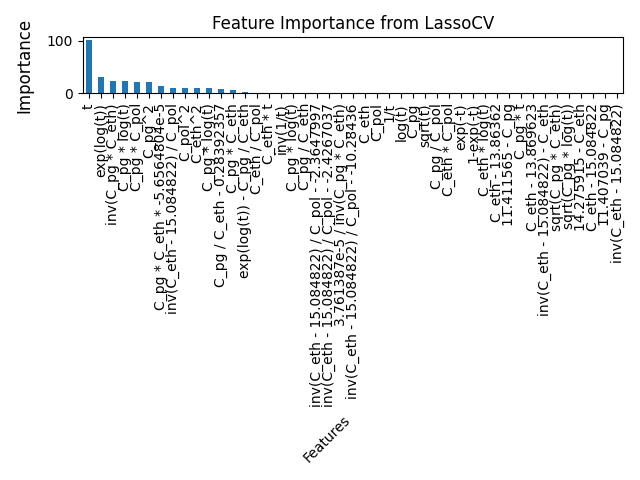 Feature Importance from LassoCV
Importance
100
0
t
exp(log(t))
inv(C_pg * C_eth)
C_pg * log(t)
C_pg * C_pol
C_pg^2
C_pg * C_eth * -5.6564804e-5
inv(C_eth - 15.084822) / C_pol
C_pol^2
C_eth^2
C_pg*log(t)
C_pg / C_eth - 0.28392357
C_pg * C_eth
exp(log(t)) - C_pg / C_eth
C_eth / C_pol
C_eth * t
inv(1/t)
C_pg * log(t)
C_pg / C_eth
inv(C_eth - 15.084822) / C_pol - -2.3647997
inv(C_eth - 15.084822) / C_pol - -2.4267037
3.761387e-5 / inv(C_pg * C_eth)
inv(C_eth - 15.084822) / C_pol - -10.284436
C_eth
C_pol
1/t
log(t)
C_pg
sqrt(t)
C_pg / C_pol
C_eth * C_pol
exp(-t)
1-exp(-t)
C_eth * log(t)
C_eth - 13.86362
11.411565 - C_pg
C_pg * t
C_eth - 13.869623
inv(C_eth - 15.084822) - C_eth
sqrt(C_pg * C_eth)
sqrt(C_pg * log(t))
14.275915 - C_eth
C_eth - 15.084822
11.407039 - C_pg
inv(C_eth - 15.084822)
Features